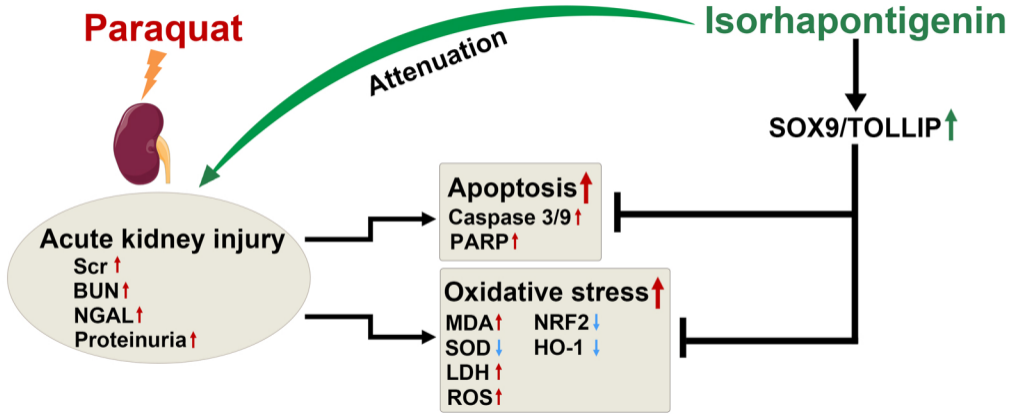 Paraquat
Isorhapontigenin
Attenuation
SOX9/TOLLIP↑
Acute kidney injury
Scr ↑
BUN↑
NGAL↑
Proteinuria↑
Apoptosis↑
Caspase 3/9↑
PARP↑
Oxidative stress↑
MDA↑ NRF2↓
SOD↓ HO-1 ↓
LDH ↑
ROS↑